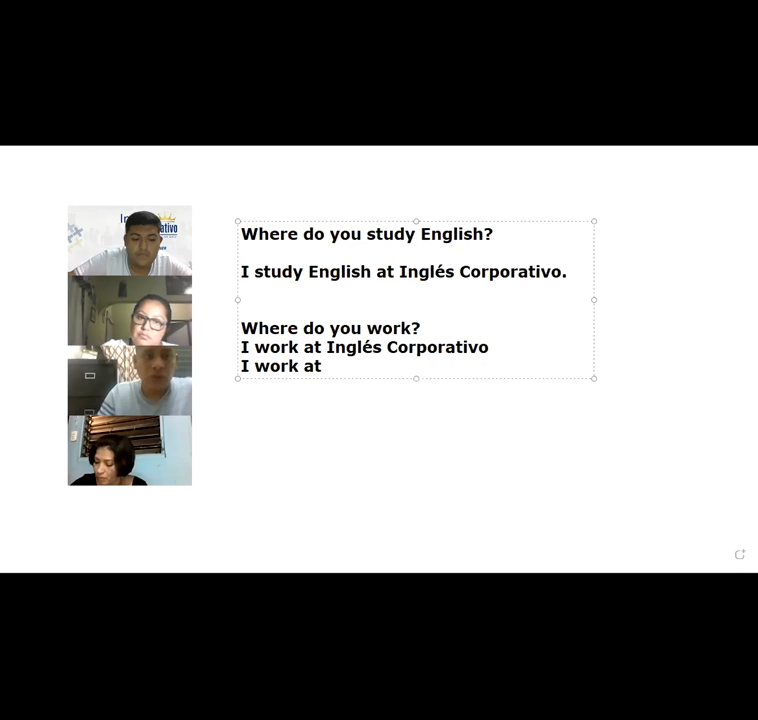 Where do you study English?
I study English at Inglés Corporativo.
Where do you work?
I work at Inglés Corporativo
I work at